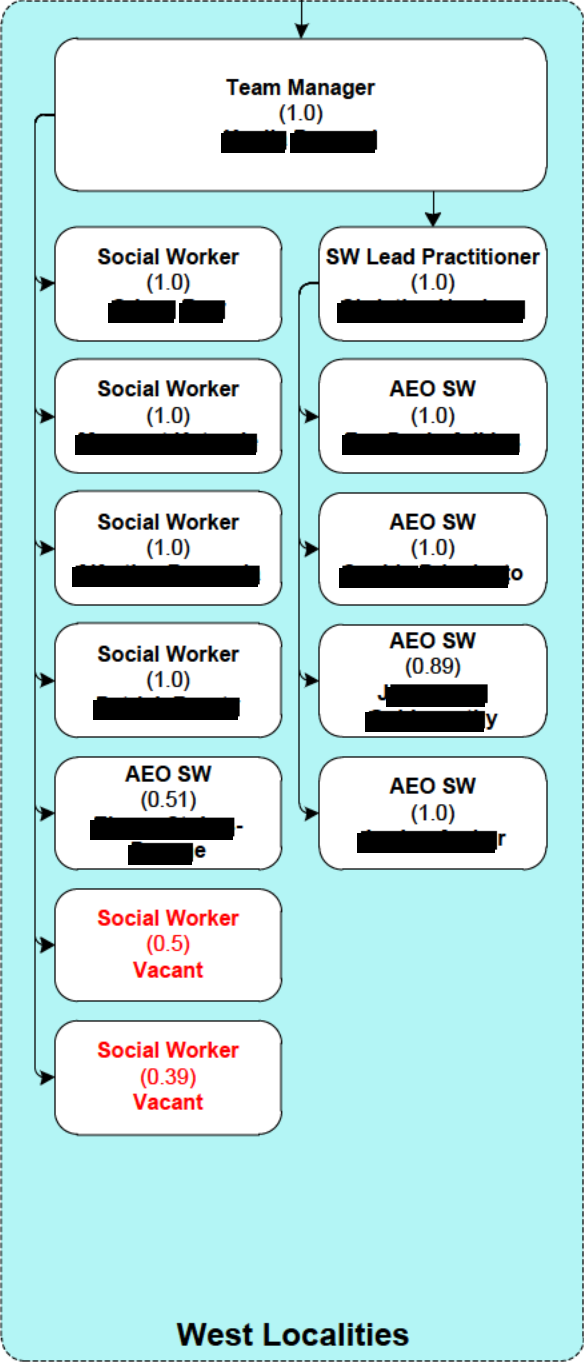 Team Manager
(1.0)
Social Worker
(1.0)
SW Lead Practitioner
(1.0)
Social Worker
(1.0)
AEO SW
(1.0)
Social Worker
(1.0)
AEO SW
(1.0)
Social Worker
(1.0)
AEO SW
(0.89)
AEO SW
(0.51)
AEO SW
(1.0)
Social Worker
(0.5)
Vacant
Social Worker
(0.39)
Vacant
West Localities